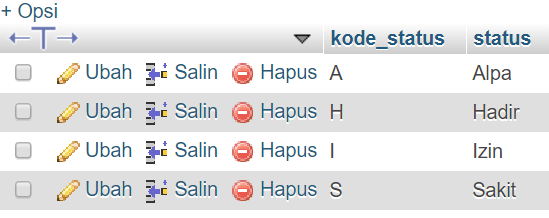 + Opsi
←T→ kode_status status
Ubah Salin Hapus A Alpa
Ubah Salin Hapus H Hadir
Ubah Salin Hapus I Izin
Ubah Salin Hapus S Sakit